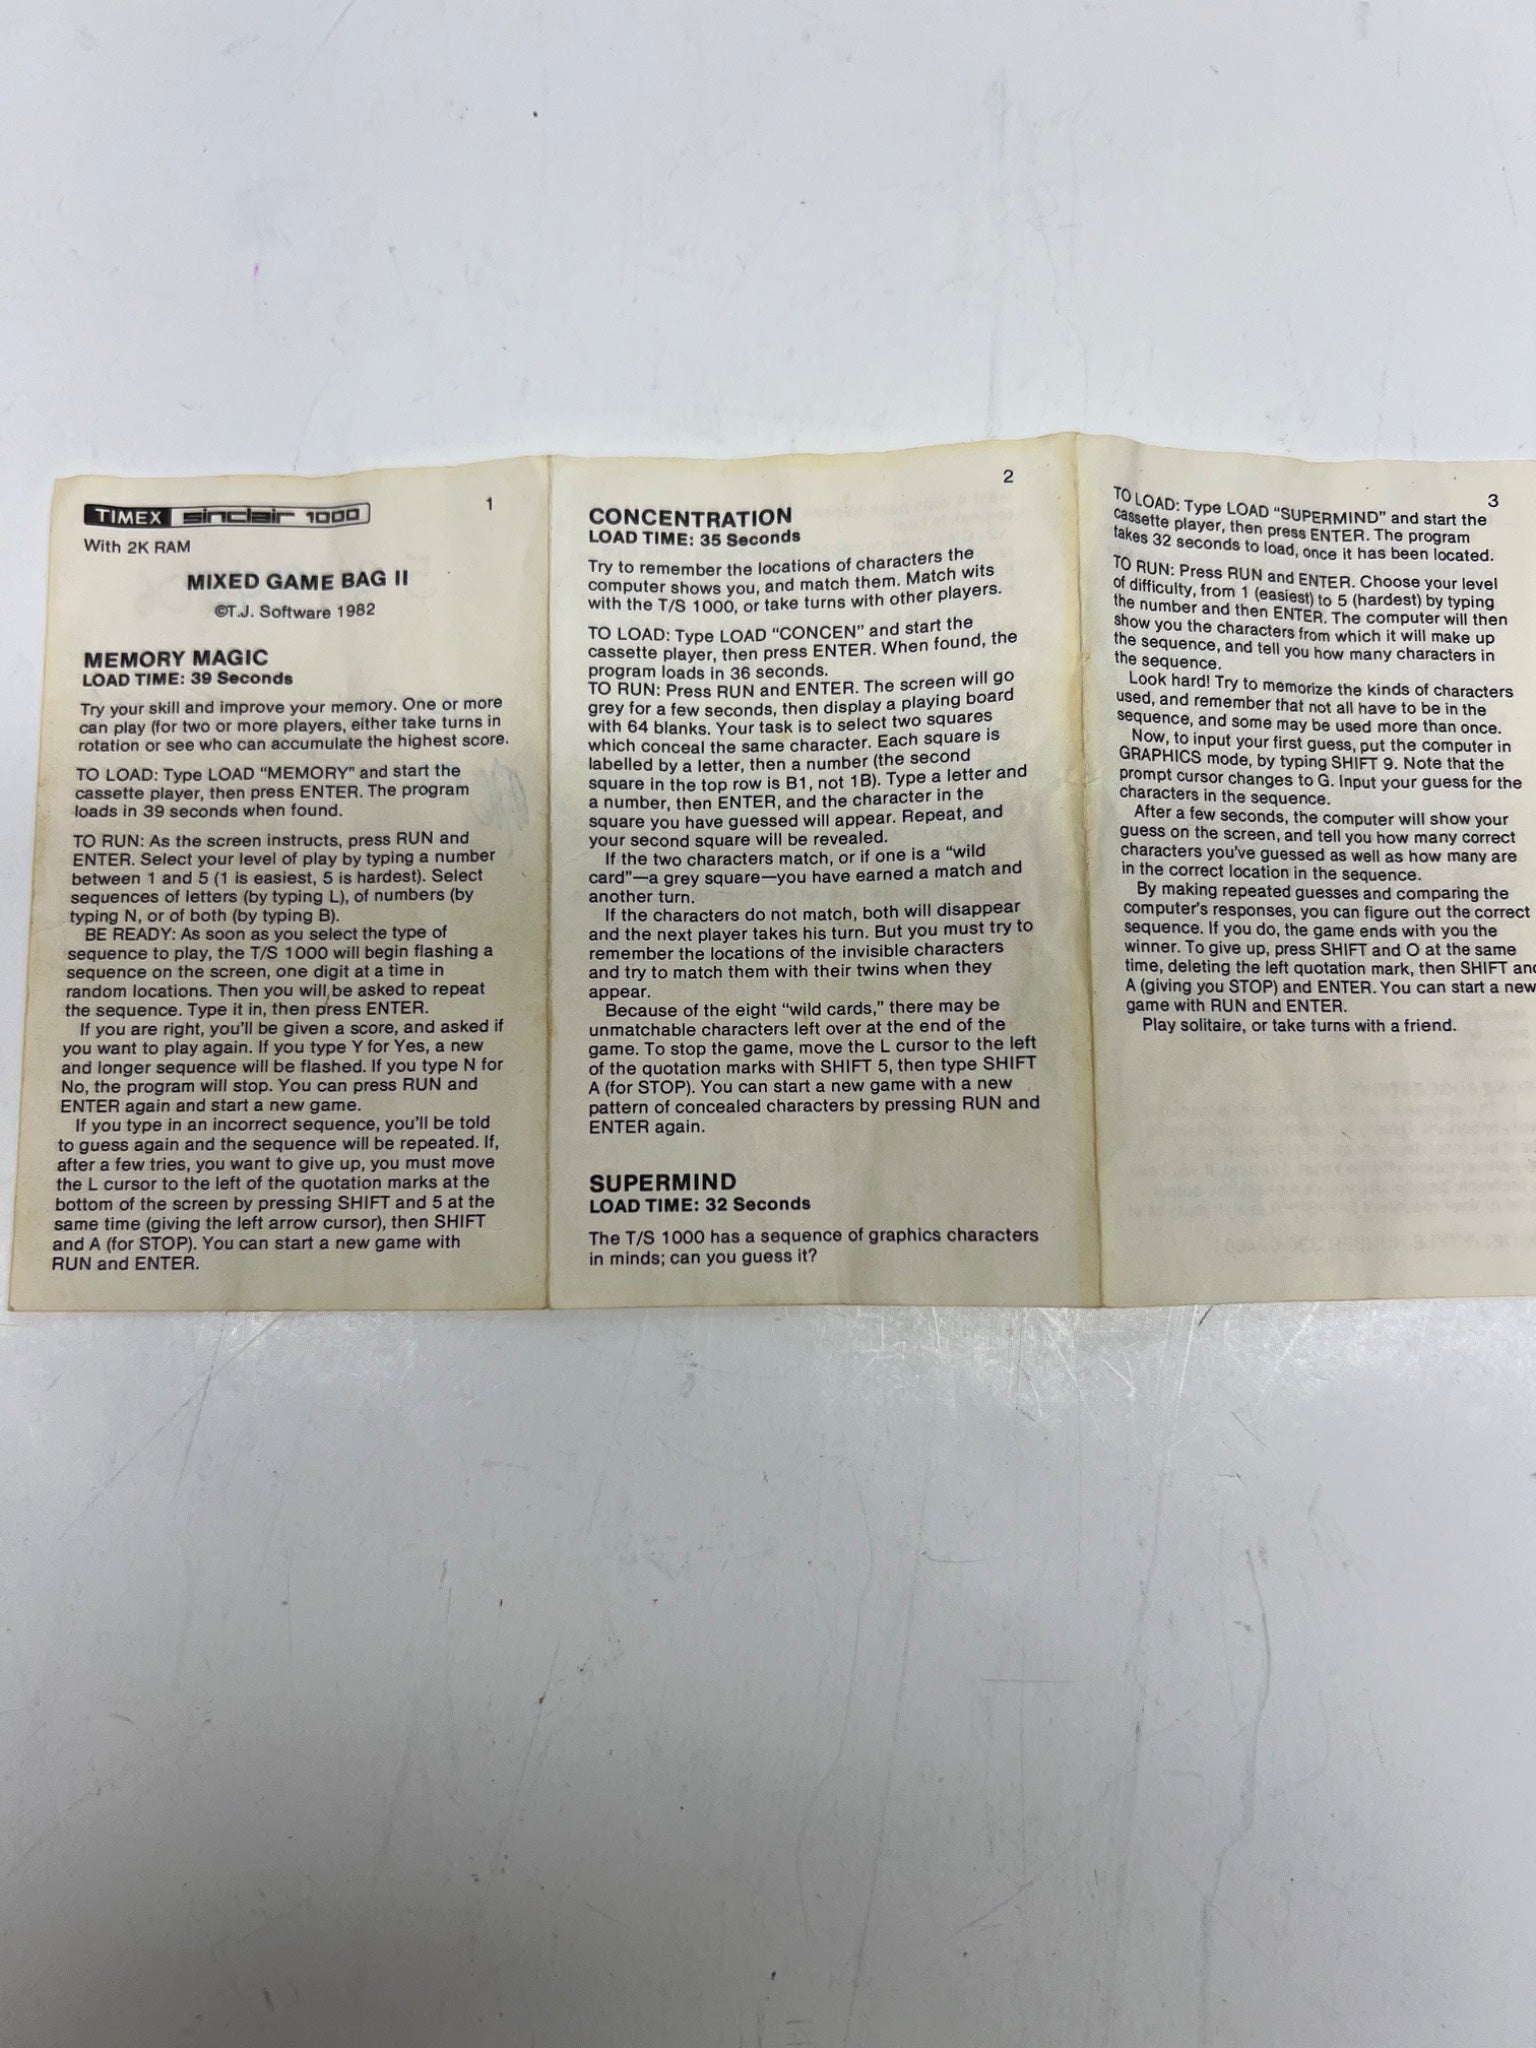 TIMEX sinclair 1000
1
With 2K RAM
MIXED GAME BAG II
©T.J. Software 1982
MEMORY MAGIC
LOAD TIME: 39 Seconds
Try your skill and improve your memory. One or more
can play (for two or more players, either take turns in
rotation or see who can accumulate the highest score.
TO LOAD: Type LOAD “MEMORY” and start the
cassette player, then press ENTER. The program
loads in 39 seconds when found.
TO RUN: As the screen instructs, press RUN and
ENTER. Select your level of play by typing a number
between 1 and 5 (1 is easiest, 5 is hardest). Select
sequences of letters (by typing L), of numbers (by
typing N, or of both (by typing B).
BE READY: As soon as you select the type of
sequence to play, the T/S 1000 will begin flashing a
sequence on the screen, one digit at a time in
random locations. Then you will be asked to repeat
the sequence. Type it in, then press ENTER.
If you are right, you’ll be given a score, and asked if
you want to play again. If you type Y for Yes, a new
and longer sequence will be flashed. If you type N for
No, the program will stop. You can press RUN and
ENTER again and start a new game.
If you type in an incorrect sequence, you’ll be told
to guess again and the sequence will be repeated. If,
after a few tries, you want to give up, you must move
the L cursor to the left of the quotation marks at the
bottom of the screen by pressing SHIFT and 5 at the
same time (giving the left arrow cursor), then SHIFT
and A (for STOP). You can start a new game with
RUN and ENTER.
2
CONCENTRATION
LOAD TIME: 35 Seconds
Try to remember the locations of characters the
computer shows you, and match them. Match wits
with the T/S 1000, or take turns with other players.
TO LOAD: Type LOAD “CONCEN” and start the
cassette player, then press ENTER. When found, the
program loads in 36 seconds.
TO RUN: Press RUN and ENTER. The screen will go
grey for a few seconds, then display a playing board
with 64 blanks. Your task is to select two squares
which conceal the same character. Each square is
labelled by a letter, then a number (the second
square in the top row is B1, not 1B). Type a letter and
a number, then ENTER, and the character in the
square you have guessed will appear. Repeat, and
your second square will be revealed.
If the two characters match, or if one is a “wild
card”—a grey square—you have earned a match and
another turn.
If the characters do not match, both will disappear
and the next player takes his turn. But you must try to
remember the locations of the invisible characters
and try to match them with their twins when they
appear.
Because of the eight “wild cards,” there may be
unmatchable characters left over at the end of the
game. To stop the game, move the L cursor to the left
of the quotation marks with SHIFT 5, then type SHIFT
A (for STOP). You can start a new game with a new
pattern of concealed characters by pressing RUN and
ENTER again.
SUPERMIND
LOAD TIME: 32 Seconds
The T/S 1000 has a sequence of graphics characters
in minds; can you guess it?
3
TO LOAD: Type LOAD “SUPERMIND” and start the
cassette player, then press ENTER. The program
takes 32 seconds to load, once it has been located.
TO RUN: Press RUN and ENTER. Choose your level
of difficulty, from 1 (easiest) to 5 (hardest) by typing
the number and then ENTER. The computer will then
show you the characters from which it will make up
the sequence, and tell you how many characters in
the sequence.
Look hard! Try to memorize the kinds of characters
used, and remember that not all have to be in the
sequence, and some may be used more than once.
Now, to input your first guess, put the computer in
GRAPHICS mode, by typing SHIFT 9. Note that the
prompt cursor changes to G. Input your guess for the
characters in the sequence.
After a few seconds, the computer will show your
guess on the screen, and tell you how many correct
characters you’ve guessed as well as how many are
in the correct location in the sequence.
By making repeated guesses and comparing the
computer’s responses, you can figure out the correct
sequence. If you do, the game ends with you the
winner. To give up, press SHIFT and O at the same
time, deleting the left quotation mark, then SHIFT and
A (giving you STOP) and ENTER. You can start a new
game with RUN and ENTER.
Play solitaire, or take turns with a friend.